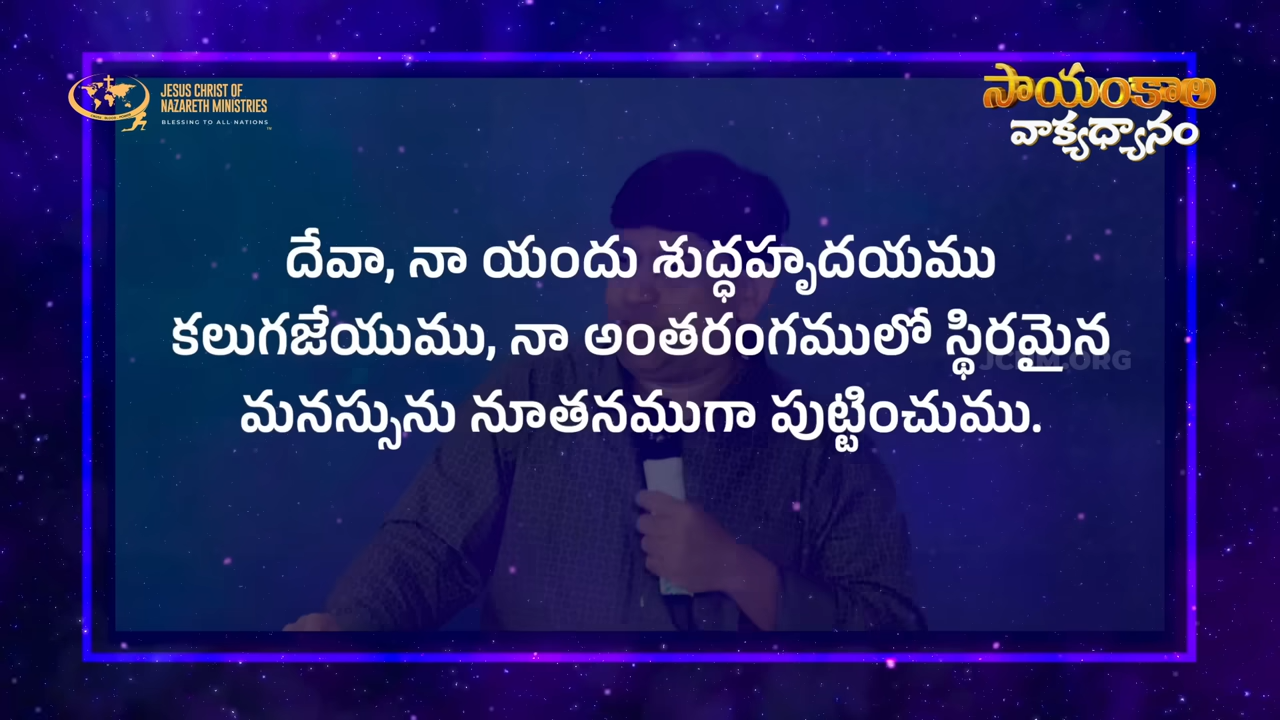 JESUS CHRIST OF
NAZARETH MINISTRIES
BLESSING TO ALL NATIONS
సాయంకాల
వాక్యధ్యానం
దేవా, నా యందు శుద్ధహృదయము
కలుగజేయుము, నా అంతరంగములో స్థిరమైన
మనస్సును నూతనముగా పుట్టించుము.